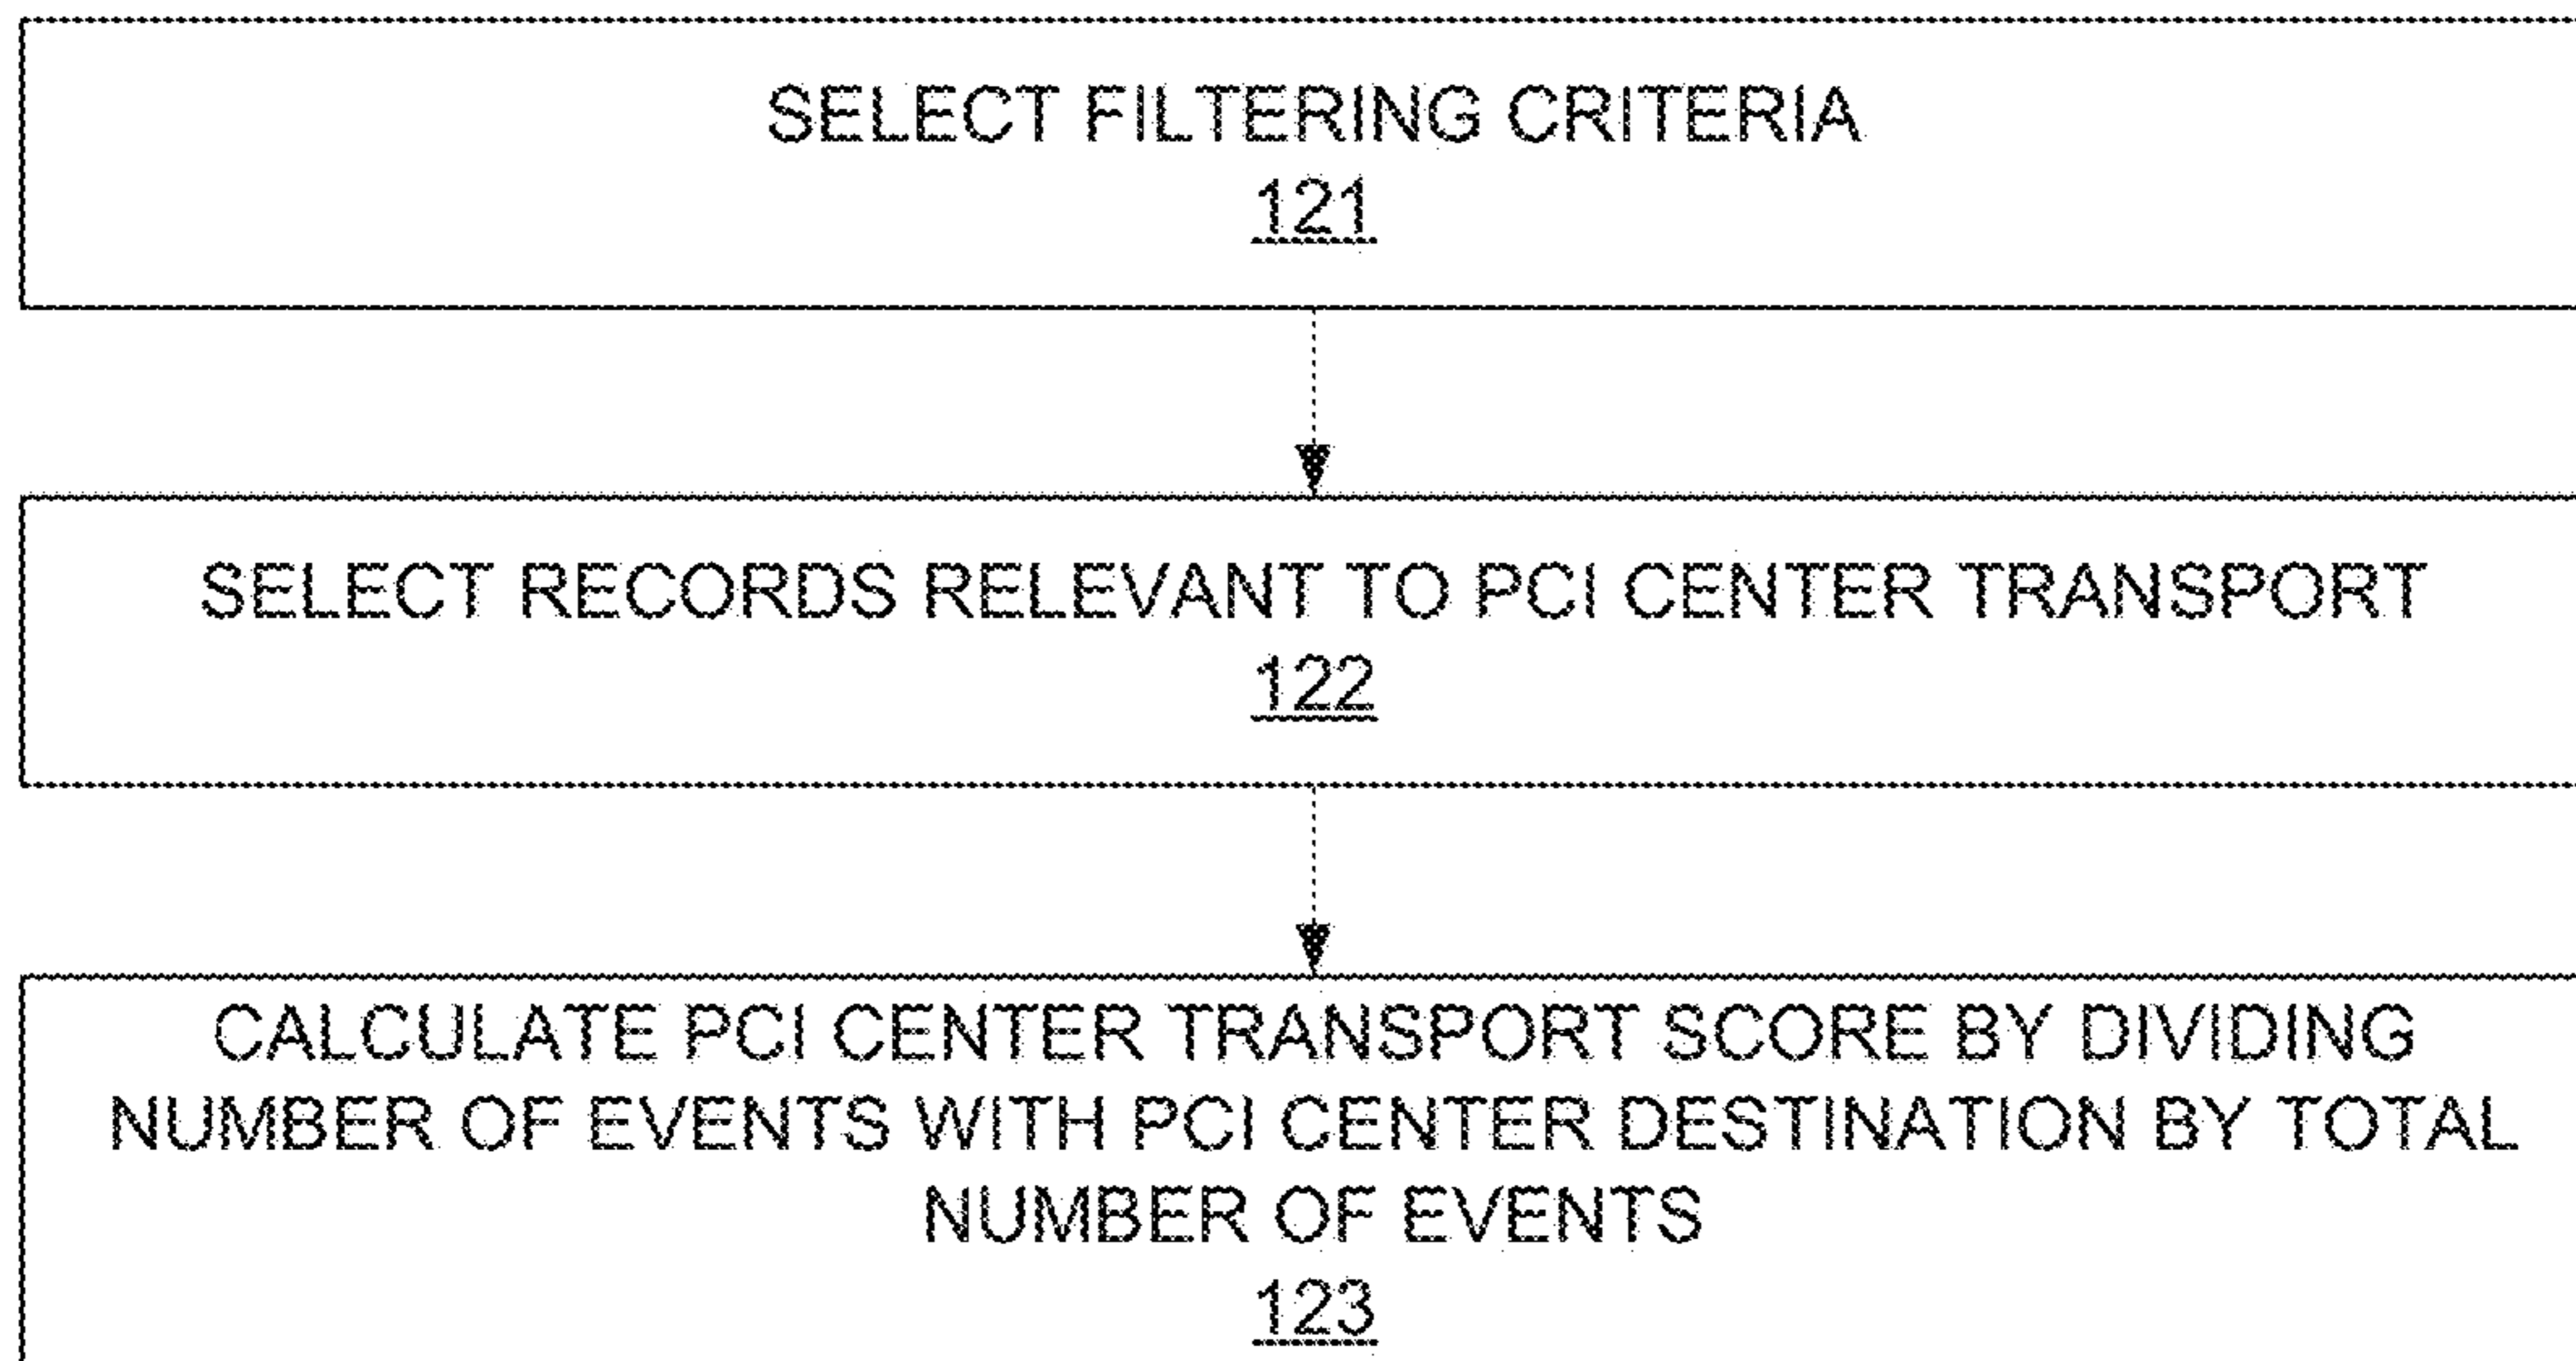 SELECT FILTERING CRITERIA
121
SELECT RECORDS RELEVANT TO PCI CENTER TRANSPORT
122
CALCULATE PCI CENTER TRANSPORT SCORE BY DIVIDING
NUMBER OF EVENTS WITH PCI CENTER DESTINATION BY TOTAL
NUMBER OF EVENTS
123